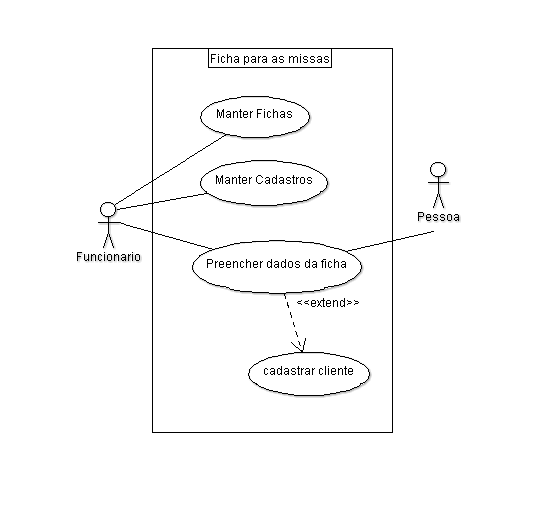 Ficha para as missas
Manter Fichas
Manter Cadastros
Pessoa
Funcionario
Preencher dados da ficha
<<extend>>
cadastrar cliente